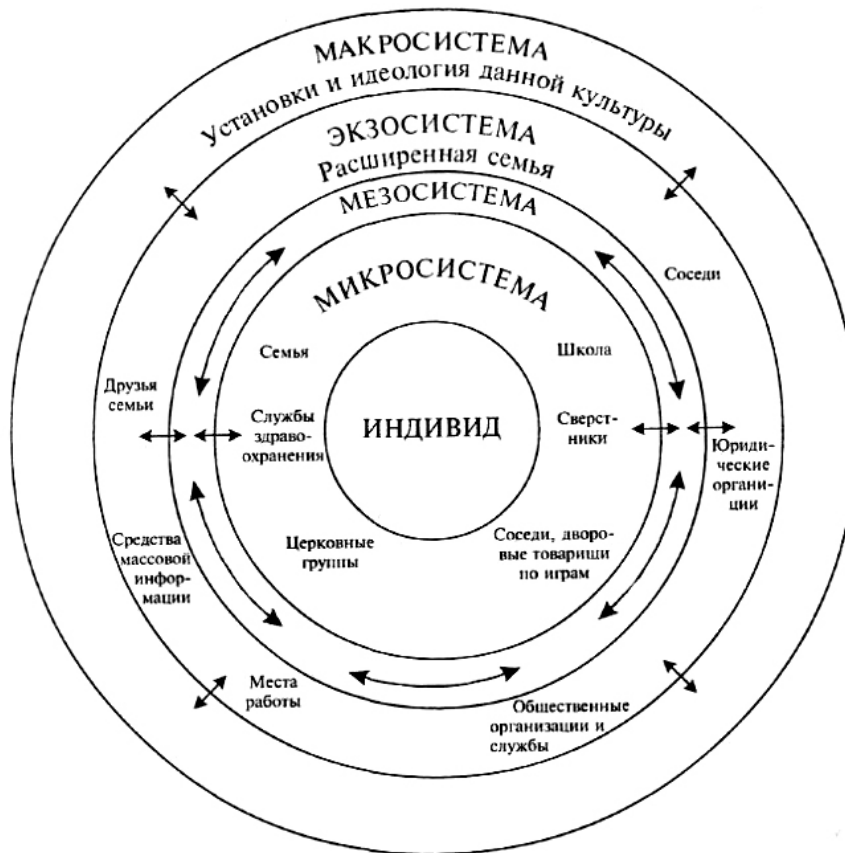 МАКРОСИСТЕМА
Установки и идеология данной культуры
ЭКЗОСИСТЕМА
Расширенная семья
МЕЗОСИСТЕМА
МИКРОСИСТЕМА
Соседи
Семья
Школа
Друзья
семьи
Службы
здраво-
охранения
ИНДИВИД
Сверст-
ники
Юриди-
ческие
органи-
ции
Средства
массовой
инфор-
мации
Церковные
группы
Соседи, дворо-
вые товарищи
по играм
Места
работы
Общественные
организации и
службы